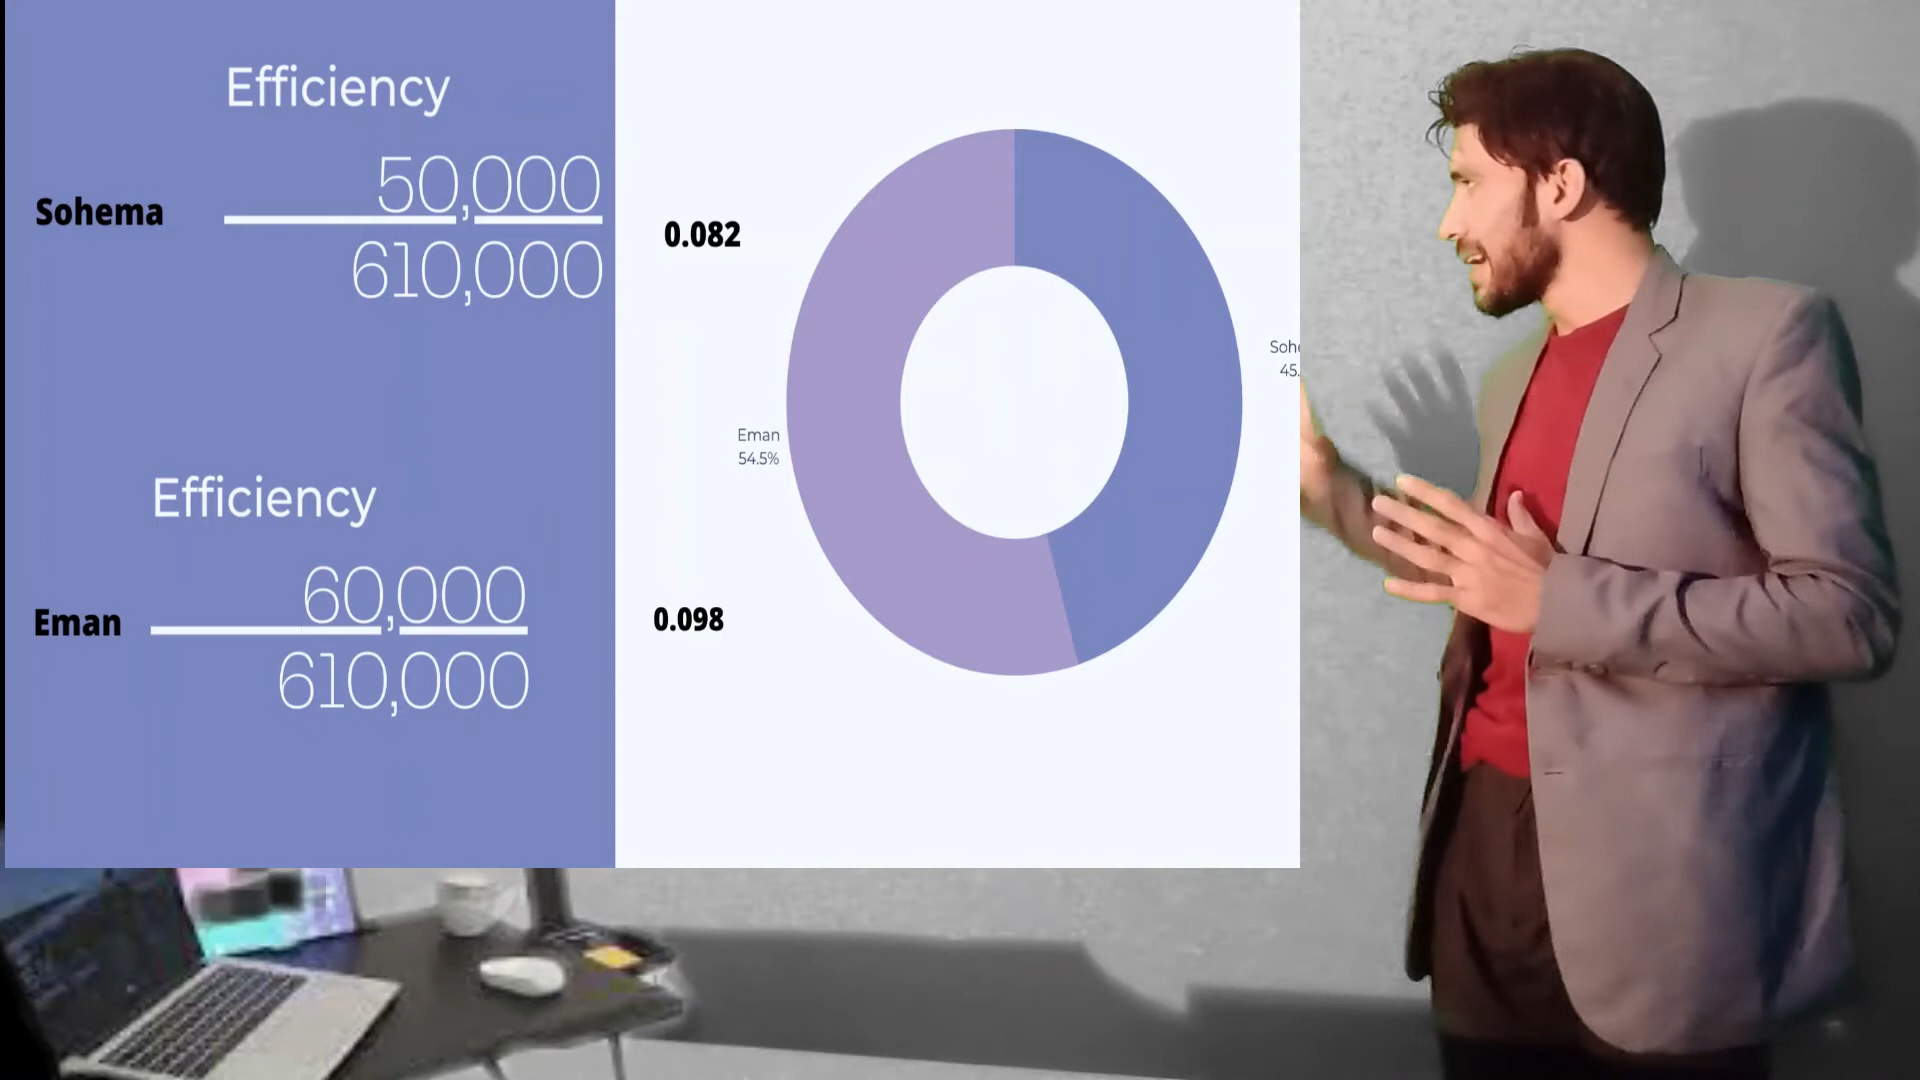 Efficiency
Sohema
50,000
610,000
0.082
Eman
54.5%
45.
Efficiency
Eman
60,000
610,000
0.098